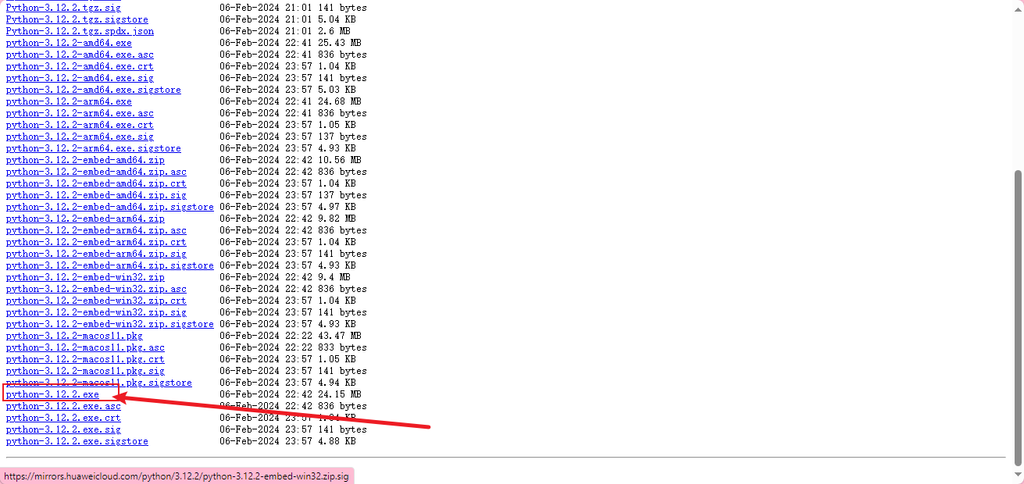 Python-3.12.2.tgz.sig 06-Feb-2024 21:01 141 bytes
Python-3.12.2.tgz.sigstore 06-Feb-2024 21:01 5.04 KB
Python-3.12.2.tgz.spdx.json 06-Feb-2024 21:01 2.6 MB
python-3.12.2-amd64.exe 06-Feb-2024 22:41 25.43 MB
python-3.12.2-amd64.exe.asc 06-Feb-2024 22:41 836 bytes
python-3.12.2-amd64.exe.crt 06-Feb-2024 23:57 1.04 KB
python-3.12.2-amd64.exe.sig 06-Feb-2024 23:57 141 bytes
python-3.12.2-amd64.exe.sigstore 06-Feb-2024 23:57 5.03 KB
python-3.12.2-arm64.exe 06-Feb-2024 22:41 24.68 MB
python-3.12.2-arm64.exe.asc 06-Feb-2024 22:41 836 bytes
python-3.12.2-arm64.exe.crt 06-Feb-2024 23:57 1.05 KB
python-3.12.2-arm64.exe.sig 06-Feb-2024 23:57 137 bytes
python-3.12.2-arm64.exe.sigstore 06-Feb-2024 23:57 4.93 KB
python-3.12.2-embed-amd64.zip 06-Feb-2024 22:42 10.56 MB
python-3.12.2-embed-amd64.zip.asc 06-Feb-2024 22:42 836 bytes
python-3.12.2-embed-amd64.zip.crt 06-Feb-2024 23:57 1.04 KB
python-3.12.2-embed-amd64.zip.sig 06-Feb-2024 23:57 137 bytes
python-3.12.2-embed-amd64.zip.sigstore 06-Feb-2024 23:57 4.97 KB
python-3.12.2-embed-arm64.zip 06-Feb-2024 22:42 9.82 MB
python-3.12.2-embed-arm64.zip.asc 06-Feb-2024 22:42 836 bytes
python-3.12.2-embed-arm64.zip.crt 06-Feb-2024 23:57 1.04 KB
python-3.12.2-embed-arm64.zip.sig 06-Feb-2024 23:57 141 bytes
python-3.12.2-embed-arm64.zip.sigstore 06-Feb-2024 23:57 4.93 KB
python-3.12.2-embed-win32.zip 06-Feb-2024 22:42 9.4 MB
python-3.12.2-embed-win32.zip.asc 06-Feb-2024 22:42 836 bytes
python-3.12.2-embed-win32.zip.crt 06-Feb-2024 23:57 1.04 KB
python-3.12.2-embed-win32.zip.sig 06-Feb-2024 23:57 141 bytes
python-3.12.2-embed-win32.zip.sigstore 06-Feb-2024 23:57 4.93 KB
python-3.12.2-macos11.pkg 06-Feb-2024 22:22 43.47 MB
python-3.12.2-macos11.pkg.asc 06-Feb-2024 22:22 833 bytes
python-3.12.2-macos11.pkg.crt 06-Feb-2024 23:57 1.05 KB
python-3.12.2-macos11.pkg.sig 06-Feb-2024 23:57 141 bytes
python-3.12.2-macos11.pkg.sigstore 06-Feb-2024 23:57 4.94 KB
python-3.12.2.exe 06-Feb-2024 22:42 24.15 MB
python-3.12.2.exe.asc 06-Feb-2024 22:42 836 bytes
python-3.12.2.exe.crt 06-Feb-2024 23:57 KB
python-3.12.2.exe.sig 06-Feb-2024 23:57 141 bytes
python-3.12.2.exe.sigstore 06-Feb-2024 23:57 4.88 KB
https://mirrors.huaweicloud.com/python/3.12.2/python-3.12.2-embed-win32.zip.sig